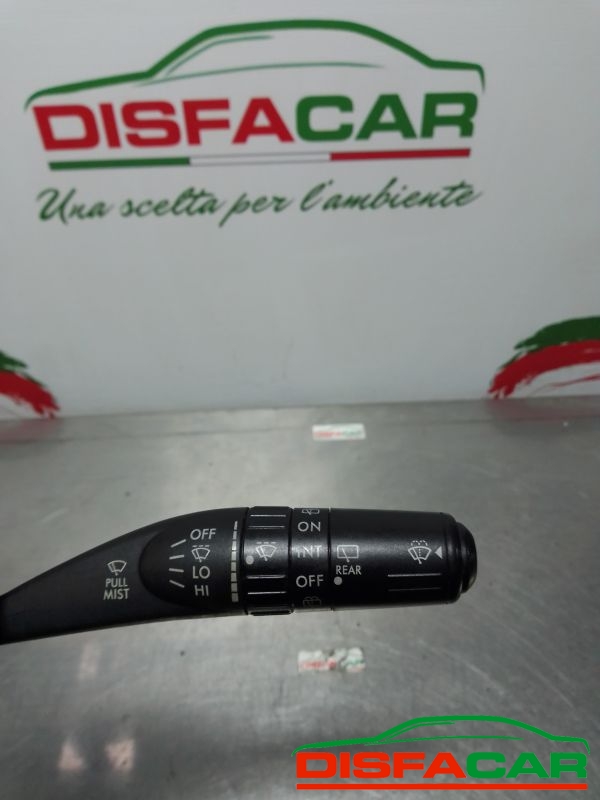 DISFACAR
Una scelta per l'ambiente
OFF
LO
HI
PULL
MIST
ON
INT
OFF
REAR
DISFACAR